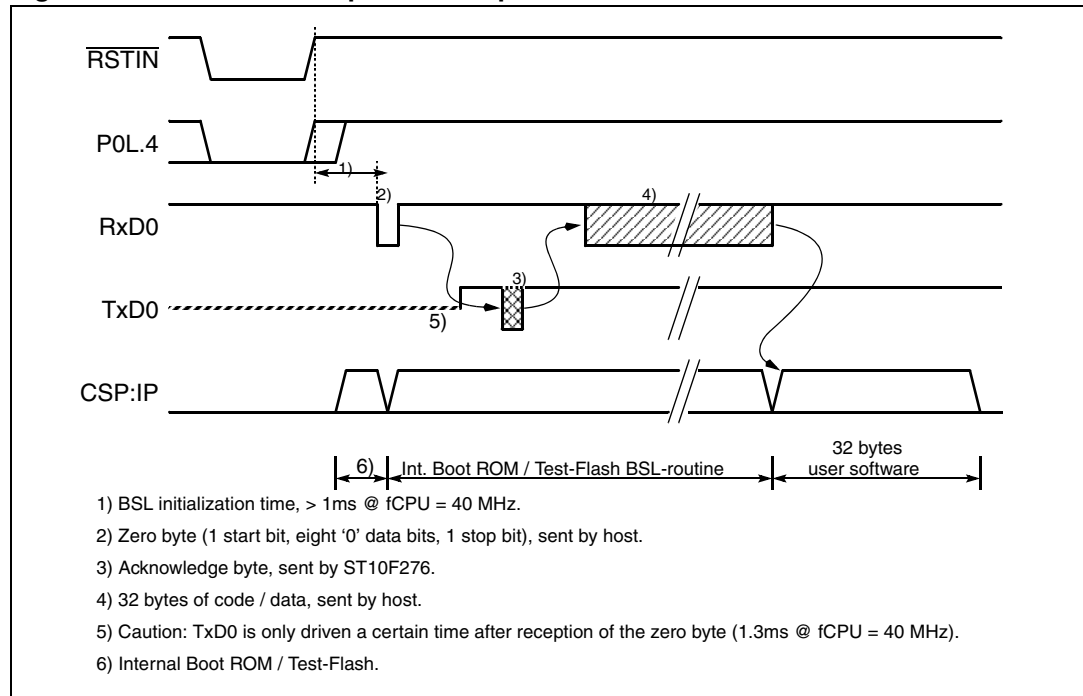 RSTIN
P0L.4
1)
2)
4)
RxD0
3)
TxD0
5)
CSP:IP
32 bytes
6) Int. Boot ROM / Test-Flash BSL-routine user software
1) BSL initialization time, > 1ms @ fCPU = 40 MHz.
2) Zero byte (1 start bit, eight ‘0’ data bits, 1 stop bit), sent by host.
3) Acknowledge byte, sent by ST10F276.
4) 32 bytes of code / data, sent by host.
5) Caution: TxD0 is only driven a certain time after reception of the zero byte (1.3ms @ fCPU = 40 MHz).
6) Internal Boot ROM / Test-Flash.